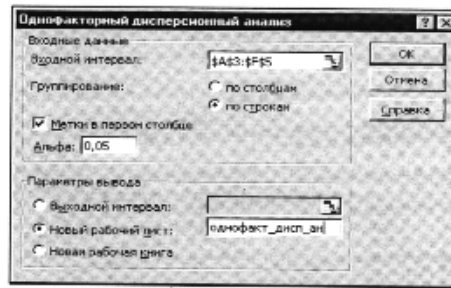 Однофакторный дисперсионный анализ
Входные данные
Входной интервал: $A$3:$F$5
Группирование: по столбцам
по строкам
Метки в первом столбце
Альфа: 0,05
OK
Отмена
Справка
Параметры вывода
Выходной интервал:
Новый рабочий лист: однофакт_дисп_ан
Новая рабочая книга